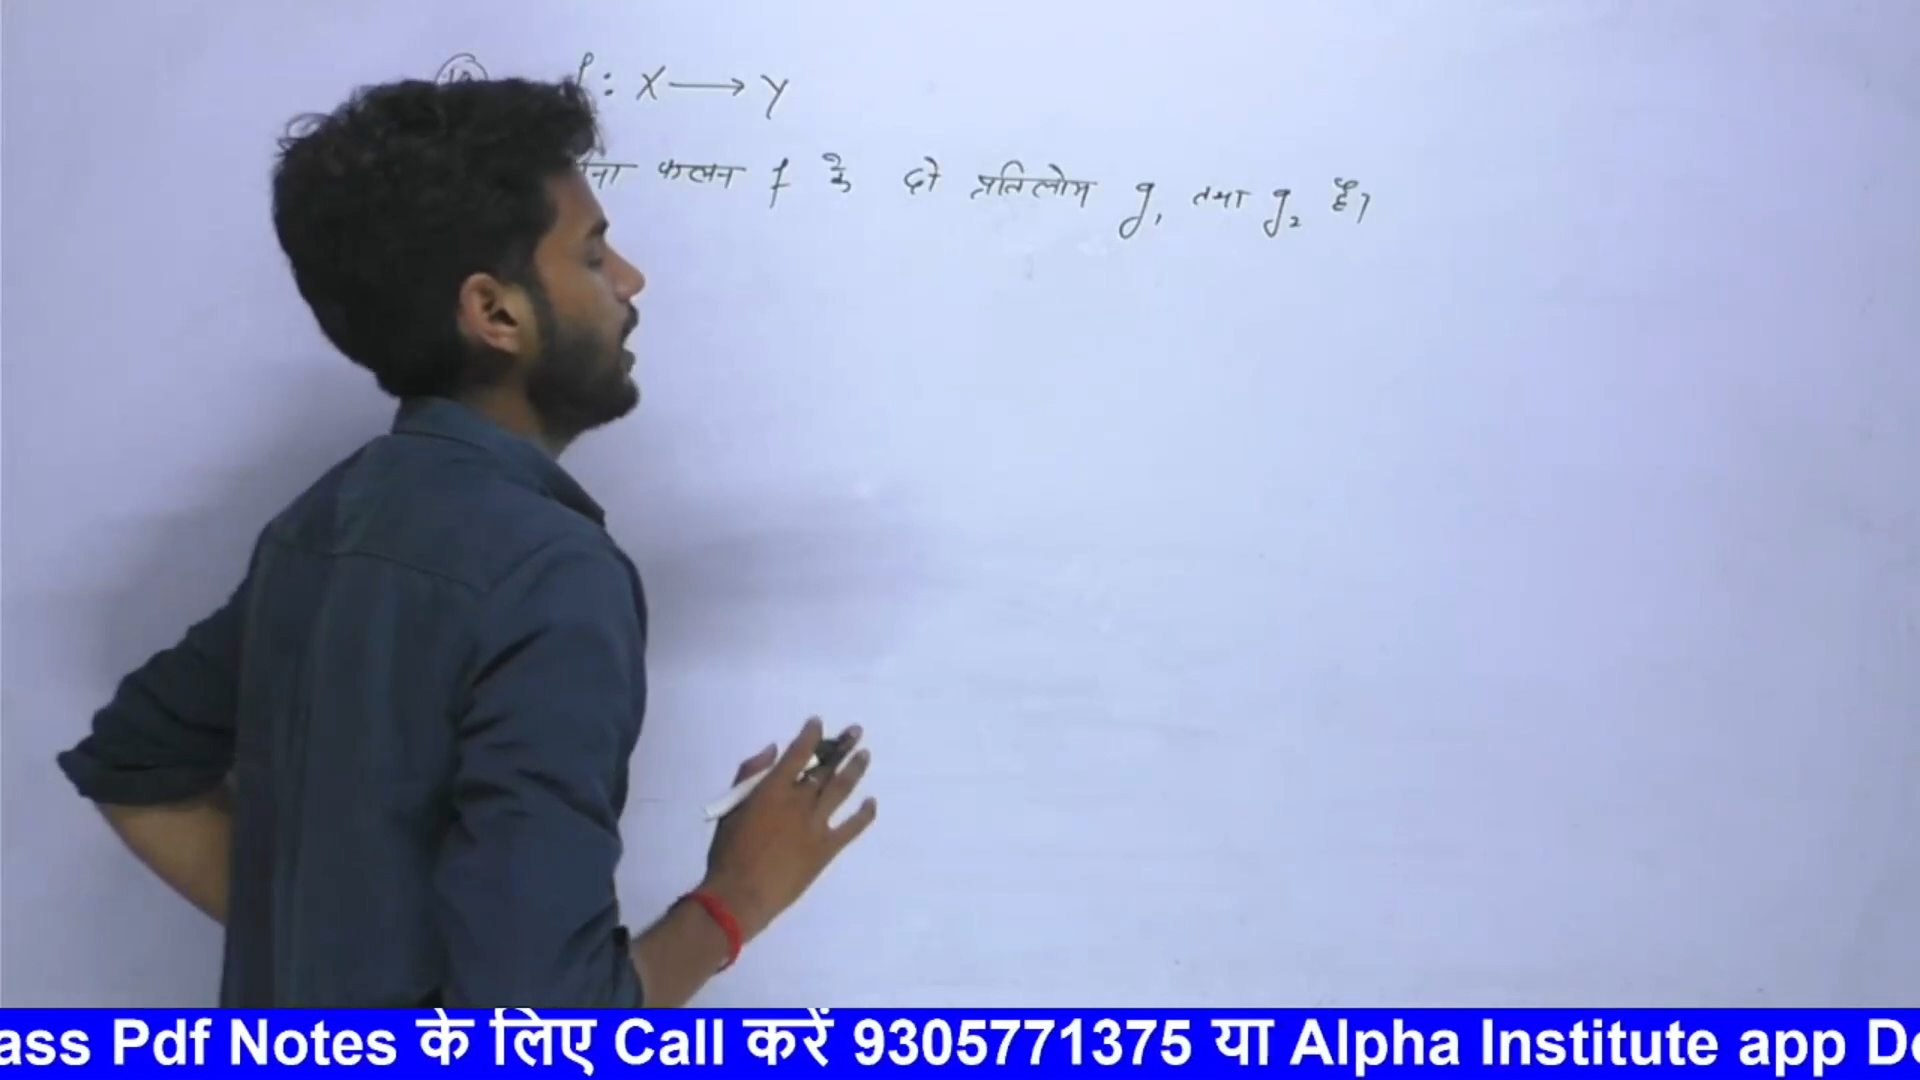 f : X → Y
फलन f के दो प्रतिलोम g₁ तथा g₂ है।
ass Pdf Notes के लिए Call करें 9305771375 या Alpha Institute app Do